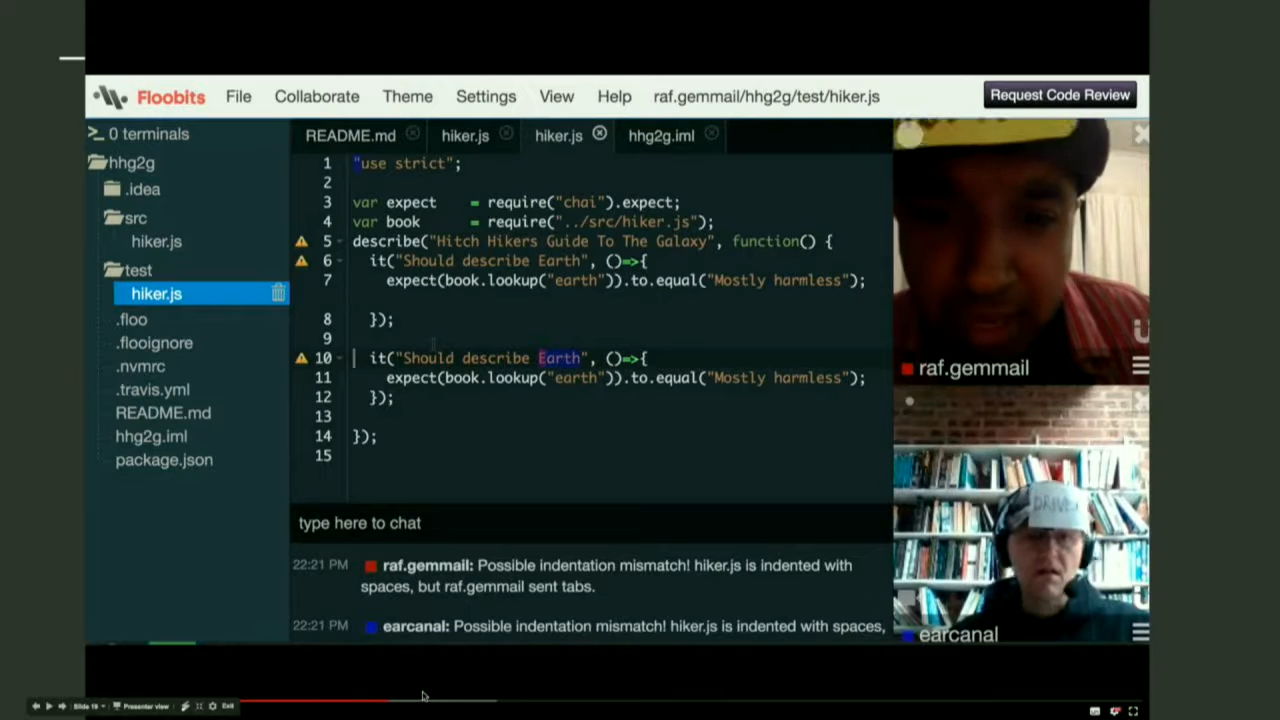 Floobits File Collaborate Theme Settings View Help raf.gemmail/hhg2g/test/hiker.js Request Code Review
0 terminals
hhg2g
.idea
src
hiker.js
test
hiker.js
.floo
.flooignore
.nvmrc
.travis.yml
README.md
hhg2g.iml
package.json
README.md hiker.js hiker.js hhg2g.iml
1 "use strict";
2
3 var expect = require("chai").expect;
4 var book = require("../src/hiker.js");
5 describe("Hitch Hikers Guide To The Galaxy", function() {
6 it("Should describe Earth", ()=>{
7 expect(book.lookup("earth")).to.equal("Mostly harmless");
8 });
9
10 it("Should describe Earth", ()=>{
11 expect(book.lookup("earth")).to.equal("Mostly harmless");
12 });
13
14 });
15
type here to chat
22:21 PM raf.gemmail: Possible indentation mismatch! hiker.js is indented with
spaces, but raf.gemmail sent tabs.
22:21 PM earcanal: Possible indentation mismatch! hiker.js is indented with spaces,
raf.gemmail
earcanal
Slide 19 Presenter view Exit